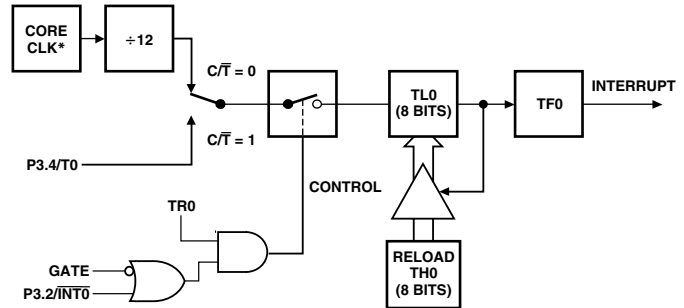 CORE
CLK*
÷12
C/T̅ = 0
C/T̅ = 1
P3.4/T0
TL0
(8 BITS)
TF0
INTERRUPT
CONTROL
TR0
GATE
P3.2/I̅N̅T̅0̅
RELOAD
TH0
(8 BITS)